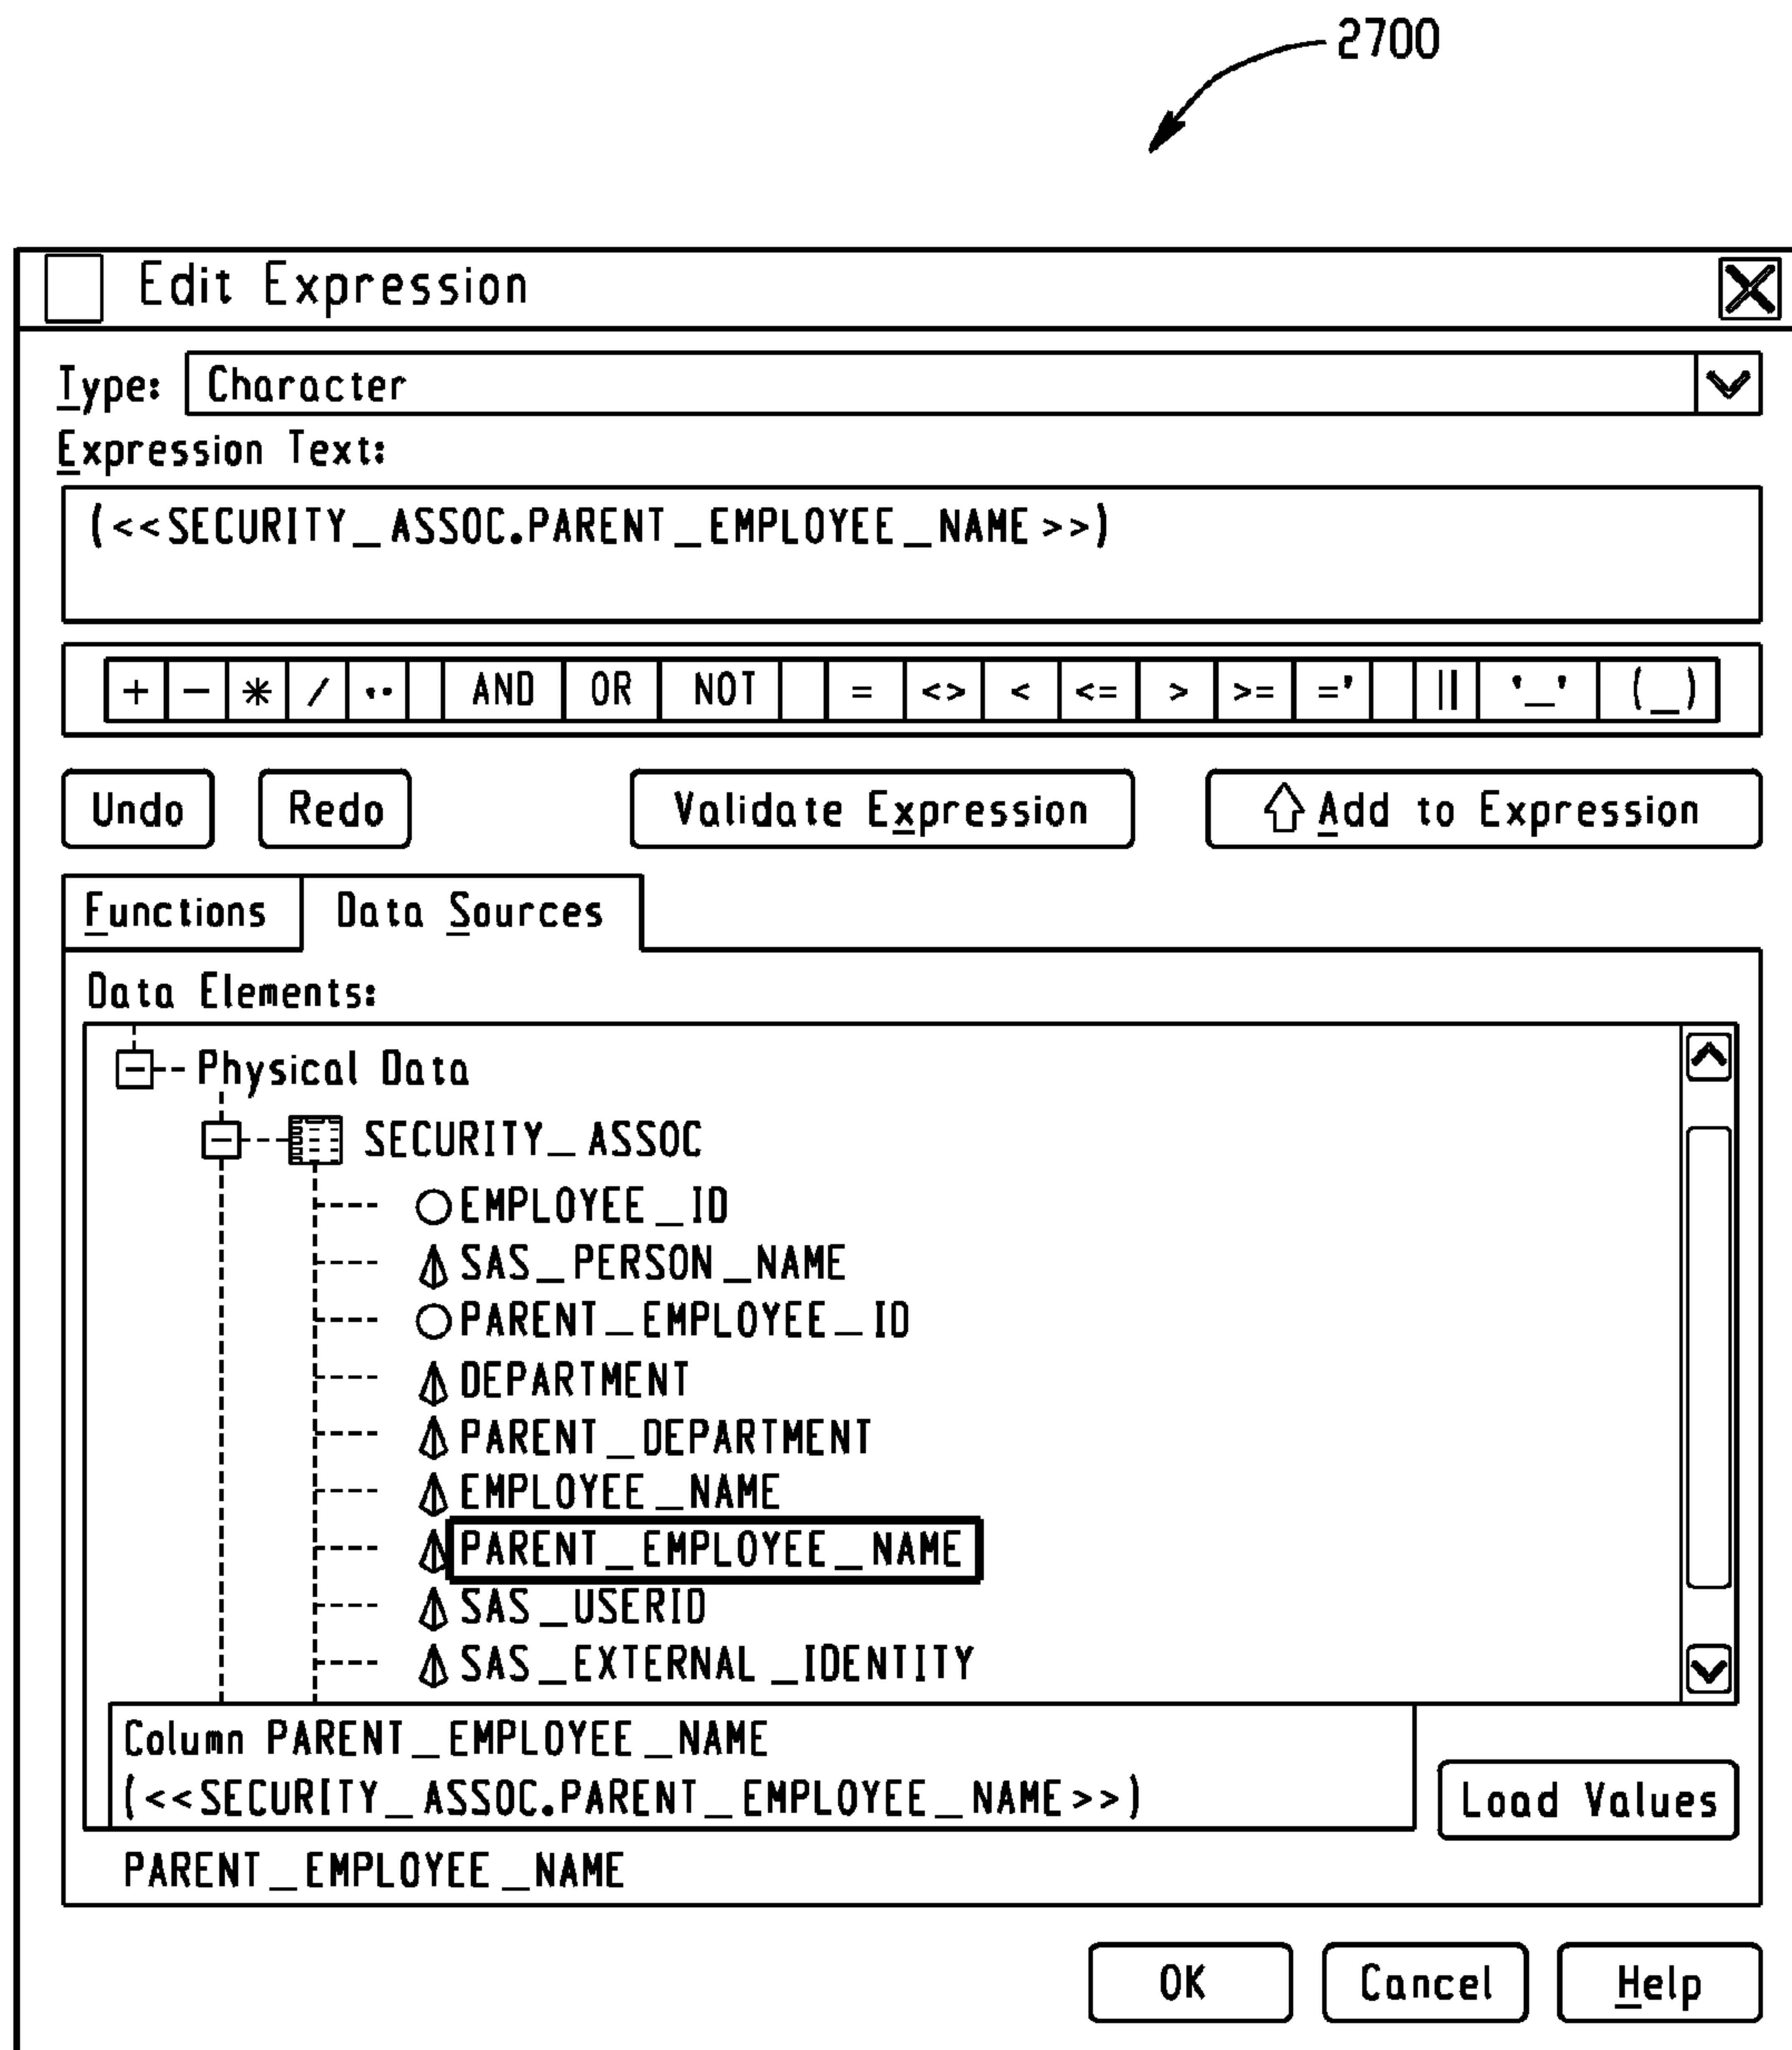 2700
Edit Expression
Type: Character
Expression Text:
(<<SECURITY_ASSOC.PARENT_EMPLOYEE_NAME>>)
+ - * / ·· AND OR NOT = <> < <= > >= =' || '_' (_)
Undo Redo Validate Expression Add to Expression
Functions Data Sources
Data Elements:
Physical Data
SECURITY_ASSOC
EMPLOYEE_ID
SAS_PERSON_NAME
PARENT_EMPLOYEE_ID
DEPARTMENT
PARENT_DEPARTMENT
EMPLOYEE_NAME
PARENT_EMPLOYEE_NAME
SAS_USERID
SAS_EXTERNAL_IDENTITY
Column PARENT_EMPLOYEE_NAME
(<<SECURITY_ASSOC.PARENT_EMPLOYEE_NAME>>)
Load Values
PARENT_EMPLOYEE_NAME
OK Cancel Help